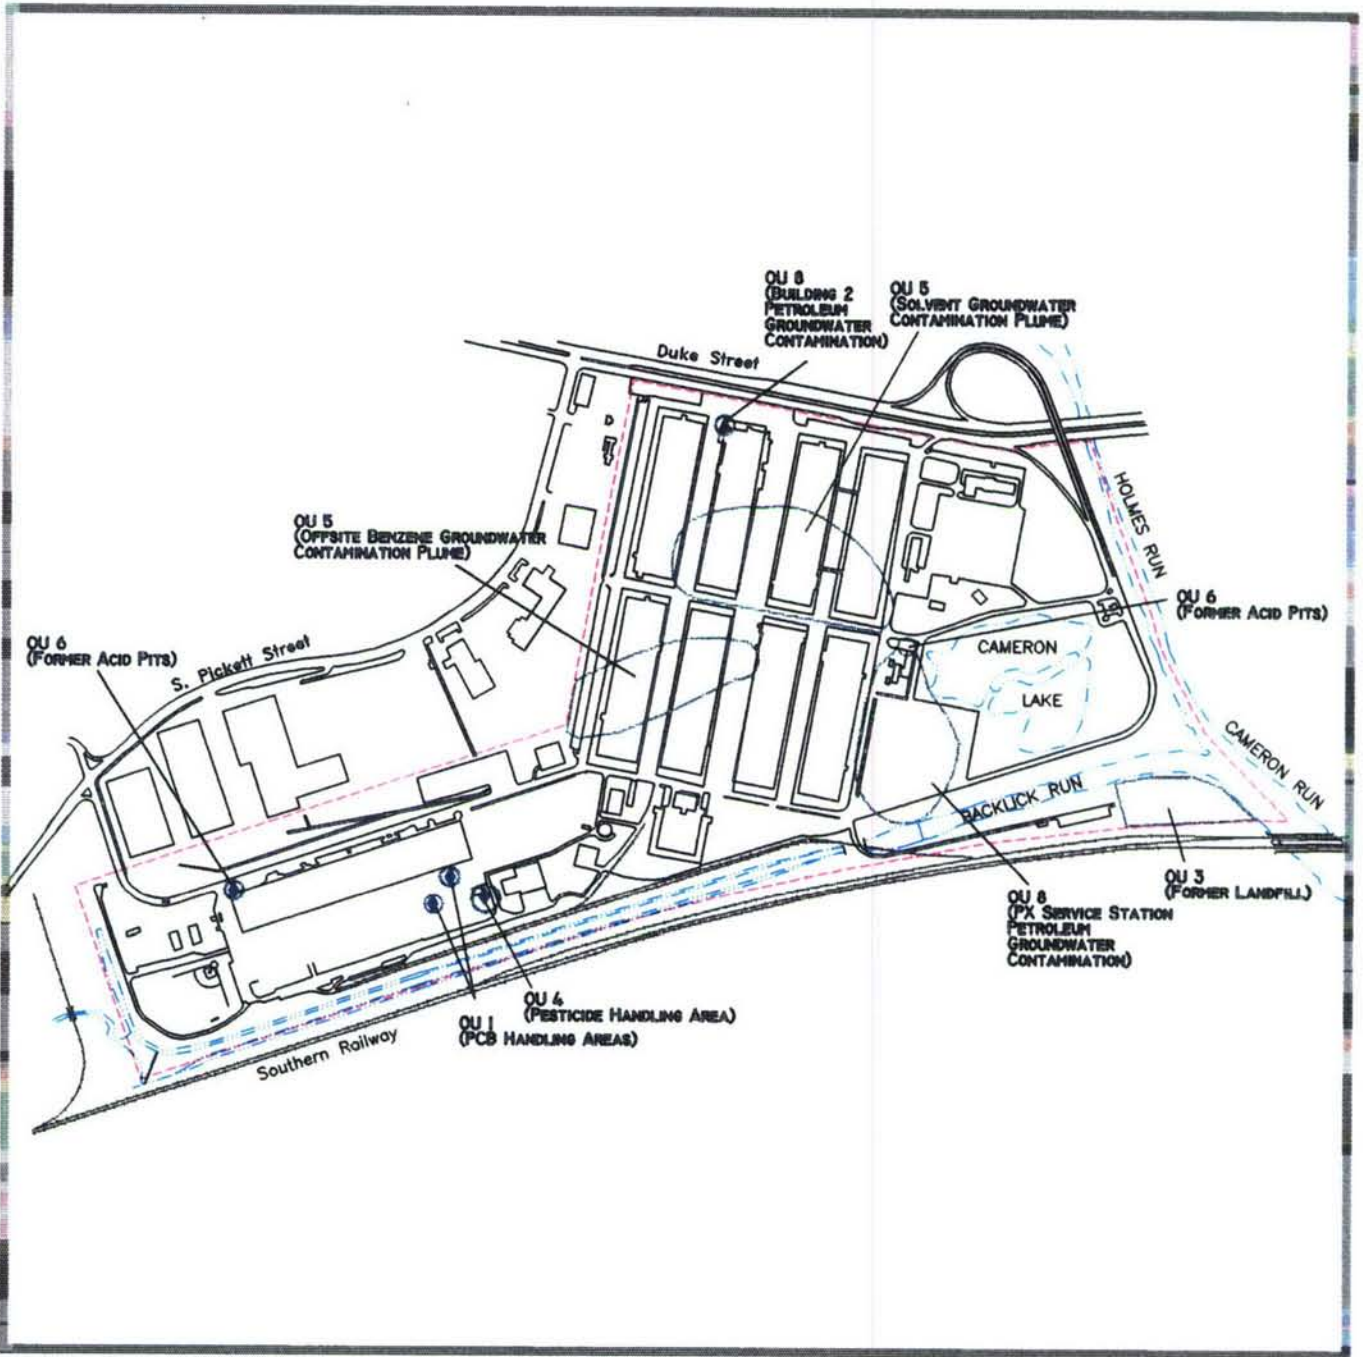 OU 8
(BUILDING 2
PETROLEUM
GROUNDWATER
CONTAMINATION)
OU 5
(SOLVENT GROUNDWATER
CONTAMINATION PLUME)
Duke Street
D
HOLMES RUN
OU 5
(OFFSITE BENZENE GROUNDWATER
CONTAMINATION PLUME)
OU 6
(FORMER ACID PITS)
OU 6
(FORMER ACID PITS)
S. Pickett Street
CAMERON
LAKE
CAMERON RUN
BACKLICK RUN
OU 3
(FORMER LANDFILL)
OU 8
(PX SERVICE STATION
PETROLEUM
GROUNDWATER
CONTAMINATION)
OU 4
(PESTICIDE HANDLING AREA)
OU 1
(PCB HANDLING AREAS)
Southern Railway